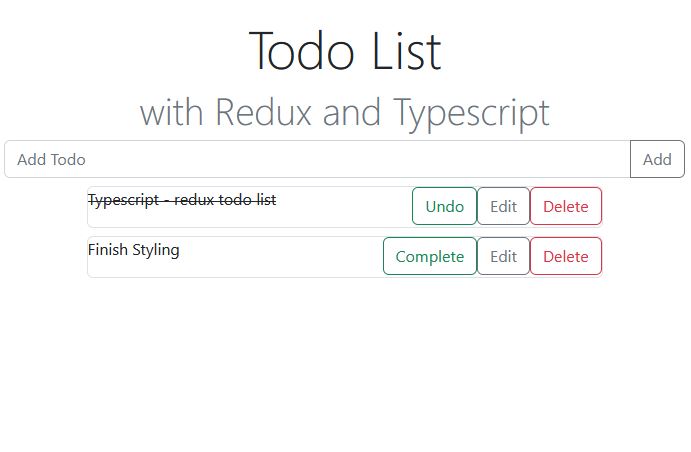 Todo List
with Redux and Typescript
Add Todo Add
Typescript - redux todo list Undo Edit Delete
Finish Styling Complete Edit Delete